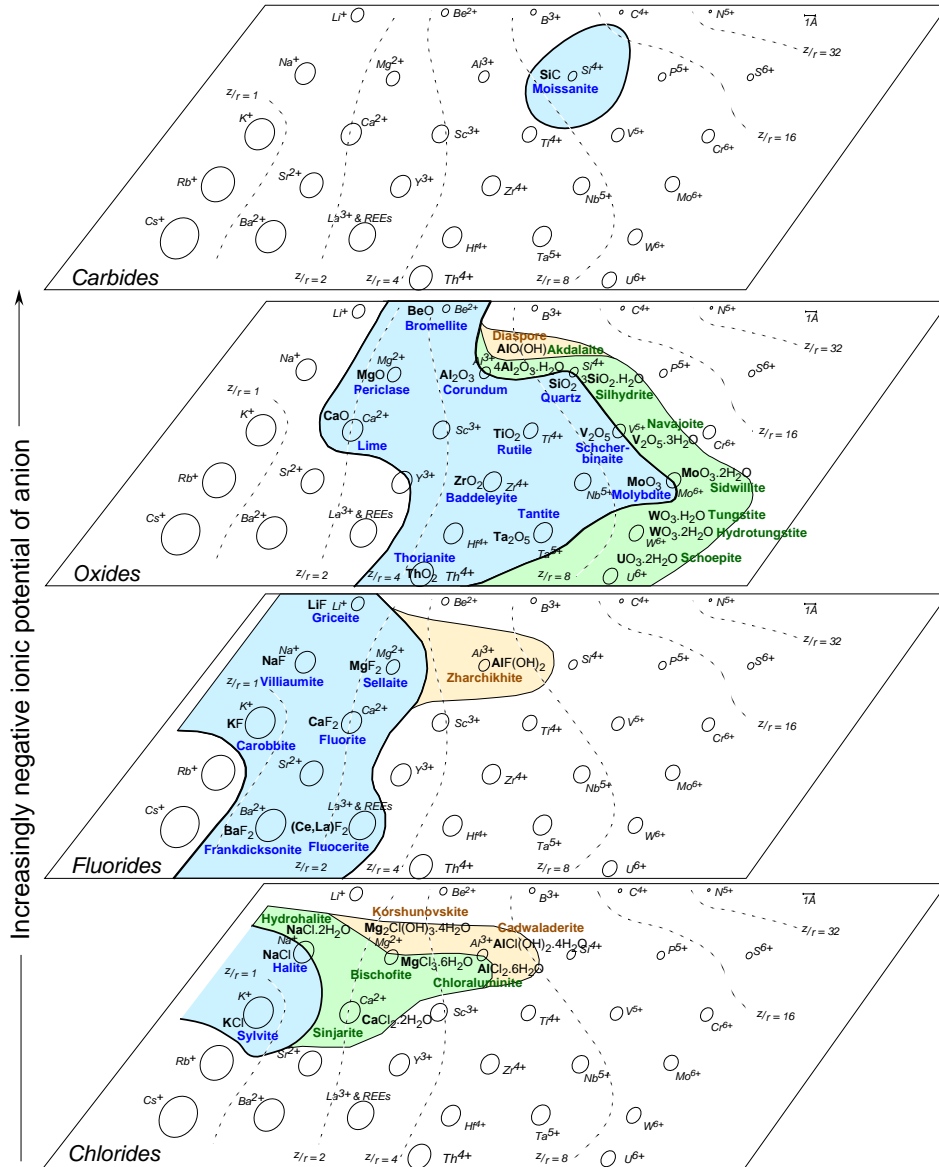 Increasingly negative ionic potential of anion
Li+ Be2+ B3+ C4+ N5+ 1Å
z/r = 32
Na+ Mg2+ Al3+ SiC Si4+ P5+ S6+
Moissanite
z/r = 1
K+ Ca2+ Sc3+ Ti4+ V5+ Cr6+ z/r = 16
Rb+ Sr2+ Y3+ Zr4+ Nb5+ Mo6+
Cs+ Ba2+ La3+ & REEs Hf4+ Ta5+ W6+
Carbides z/r = 2 z/r = 4 Th4+ z/r = 8 U6+
Li+ BeO Be2+ B3+ C4+ N5+ 1Å
Bromellite
Diaspore
AlO(OH) Akdalaite z/r = 32
Na+ Mg2+ Al3+ 4Al2O3.H2O Si4+ P5+ S6+
MgO Al2O3 SiO2 3SiO2.H2O
Periclase Corundum Quartz Silhydrite
z/r = 1
CaO Ca2+ Navajoite
K+ Sc3+ TiO2 Ti4+ V2O5 V5+ V2O5.3H2O Cr6+ z/r = 16
Lime Rutile Schcher-
binaite
Rb+ Sr2+ Y3+ ZrO2 Zr4+ Nb5+ MoO3 Mo6+ MoO3.2H2O
Baddeleyite Molybdite Sidwillite
Tantite WO3.H2O Tungstite
Cs+ Ba2+ La3+ & REEs Hf4+ Ta2O5 Ta5+ W6+ WO3.2H2O Hydrotungstite
Thorianite UO3.2H2O Schoepite
Oxides z/r = 2 z/r = 4 ThO2 Th4+ z/r = 8 U6+
LiF Li+ Be2+ B3+ C4+ N5+ 1Å
Griceite
z/r = 32
Na+ Mg2+ Al3+ Si4+ P5+ S6+
NaF MgF2 AlF(OH)2
Villiaumite Sellaite Zharchikhite
z/r = 1
K+ Ca2+
KF CaF2 Sc3+ Ti4+ V5+ Cr6+ z/r = 16
Carobbite Fluorite
Rb+ Sr2+ Y3+ Zr4+ Nb5+ Mo6+
Cs+ Ba2+ La3+ & REEs
BaF2 (Ce,La)F2 Hf4+ Ta5+ W6+
Frankdicksonite Fluocerite
Fluorides z/r = 2 z/r = 4 Th4+ z/r = 8 U6+
Li+ Be2+ B3+ C4+ N5+ 1Å
Hydrohalite Korshunovskite
NaCl.2H2O Mg2Cl(OH)3.4H2O Cadwaladerite z/r = 32
Na+ Mg2+ Al3+ AlCl(OH)2.4H2O Si4+ P5+ S6+
NaCl MgCl3.6H2O AlCl2.6H2O
Halite Bischofite Chloraluminite
z/r = 1
K+ Ca2+
KCl CaCl2.2H2O Sc3+ Ti4+ V5+ Cr6+ z/r = 16
Sylvite Sinjarite
Rb+ Sr2+ Y3+ Zr4+ Nb5+ Mo6+
Cs+ Ba2+ La3+ & REEs Hf4+ Ta5+ W6+
Chlorides z/r = 2 z/r = 4 Th4+ z/r = 8 U6+